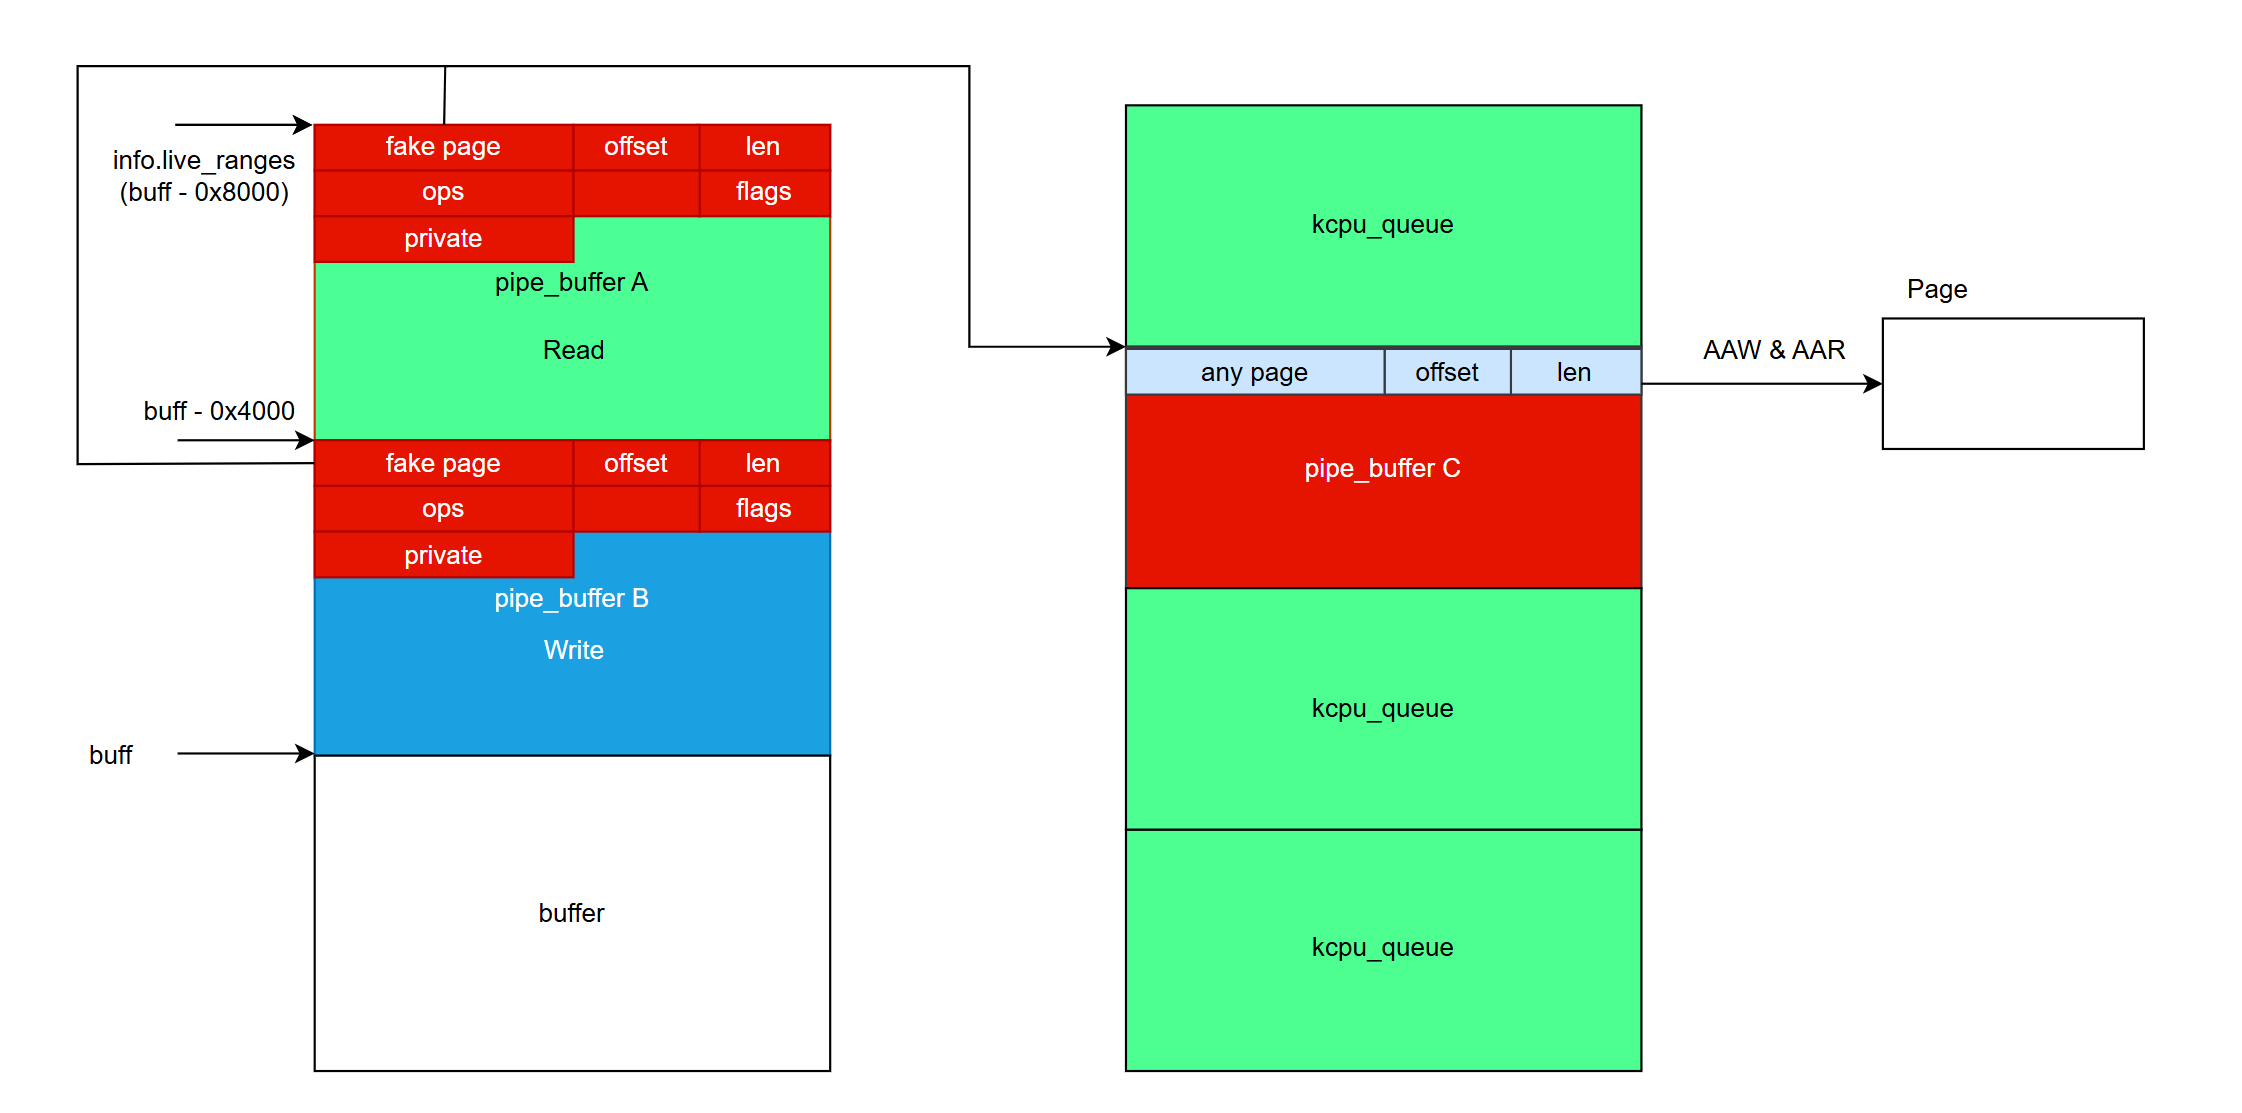 info.live_ranges
(buff - 0x8000)
fake page offset len
ops flags
private
pipe_buffer A
Read
buff - 0x4000
fake page offset len
ops flags
private
pipe_buffer B
Write
buff
buffer
kcpu_queue
any page offset len
pipe_buffer C
kcpu_queue
kcpu_queue
AAW & AAR
Page